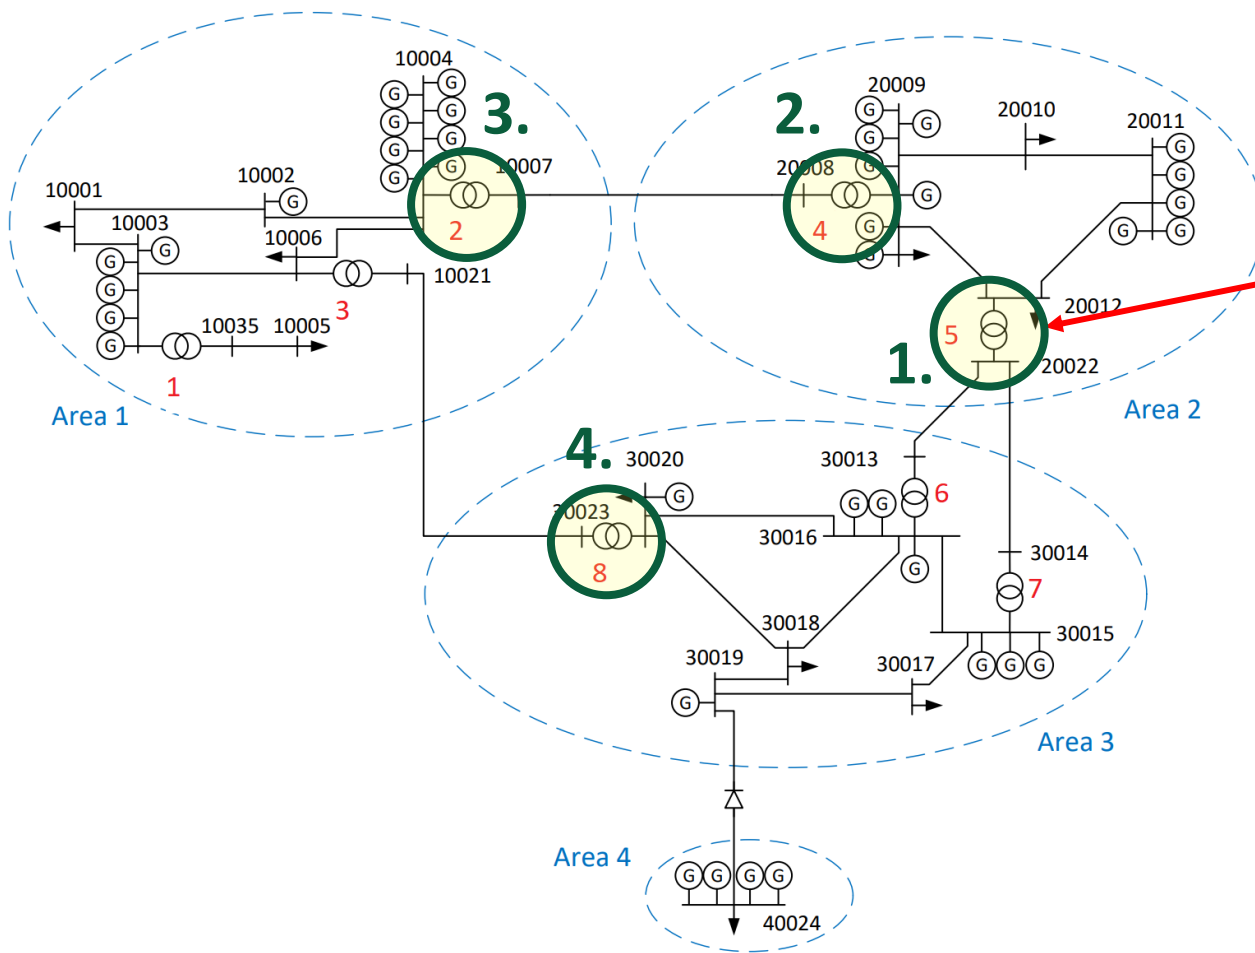 10004
G
G
3.
G
G
G
G
G
G
10007
10002
G
10001
10003
G
2
10006
G
10021
G
G
3
10035
10005
G
1
Area 1
20009
G
2.
G
G
20010
20011
G
20008
G
G
G
G
G
4
G
G
G
G
20012
5
1.
20022
Area 2
4.
30020
G
30013
6
30023
G
G
30016
8
G
30014
7
30018
30015
30019
30017
G
G
G
G
Area 3
Area 4
G
G
G
G
40024